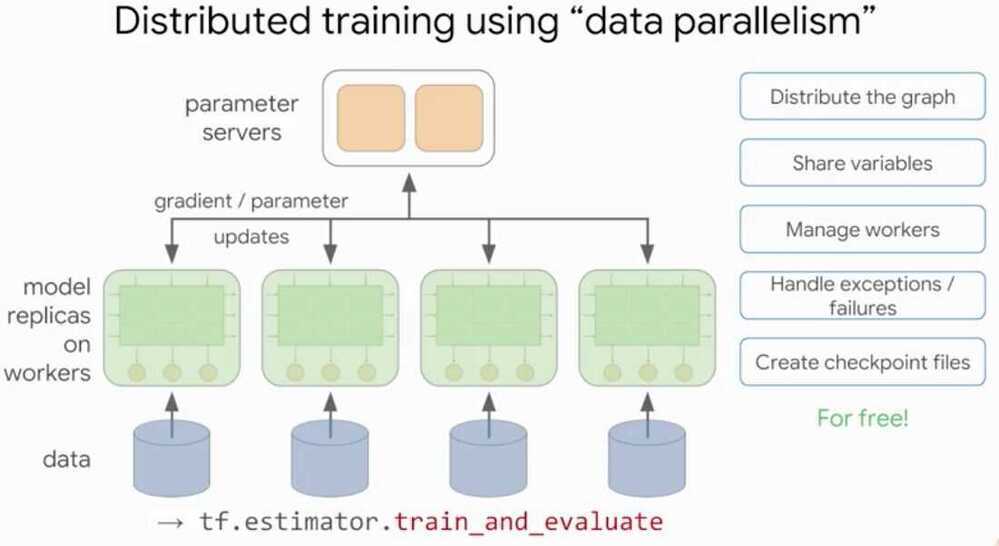 Distributed training using “data parallelism”
parameter
servers
gradient / parameter
updates
model
replicas
on
workers
data
→ tf.estimator.train_and_evaluate
Distribute the graph
Share variables
Manage workers
Handle exceptions /
failures
Create checkpoint files
For free!